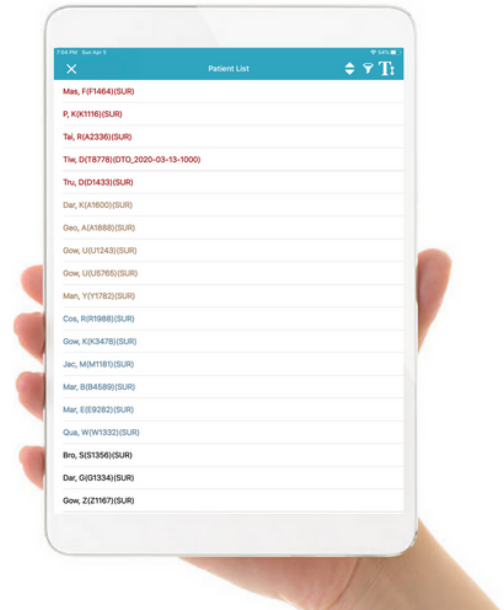 7:04 PM Sun Apr 5
54%
Patient List
Mas, F(F1464)(SUR)
P, K(K1116)(SUR)
Tai, R(A2336)(SUR)
Tiw, D(T8778)(DTO_2020-03-13-1000)
Tru, D(D1433)(SUR)
Dar, K(A1600)(SUR)
Geo, A(A1888)(SUR)
Gow, U(U1243)(SUR)
Gow, U(U5765)(SUR)
Man, Y(Y1782)(SUR)
Cos, R(R1988)(SUR)
Gow, K(K3478)(SUR)
Jac, M(M1181)(SUR)
Mar, B(B4589)(SUR)
Mar, E(E9282)(SUR)
Qua, W(W1332)(SUR)
Bro, S(S1356)(SUR)
Dar, G(G1334)(SUR)
Gow, Z(Z1167)(SUR)